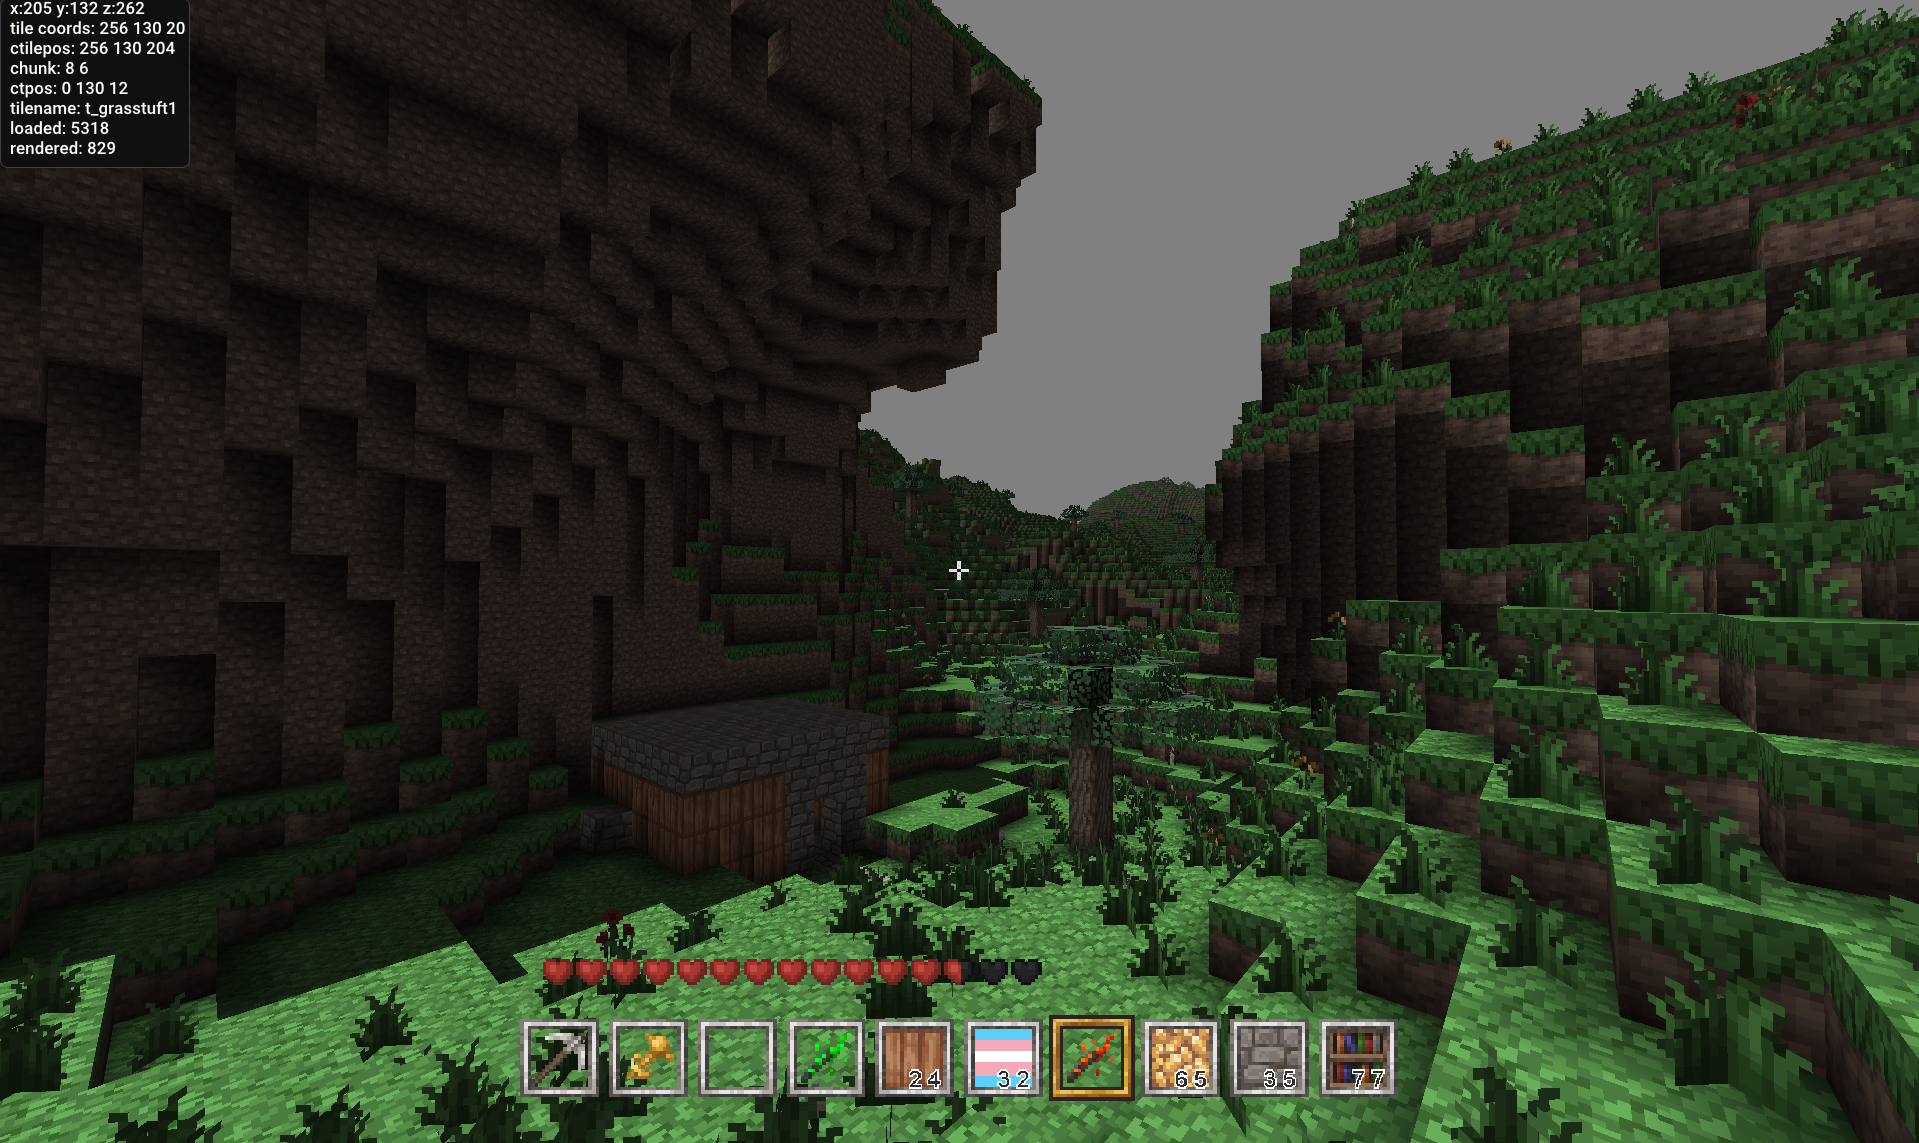 x:205 y:132 z:262
tile coords: 256 130 20
ctilepos: 256 130 204
chunk: 8 6
ctpos: 0 130 12
tilename: t_grasstuft1
loaded: 5318
rendered: 829
24 32 65 35 77